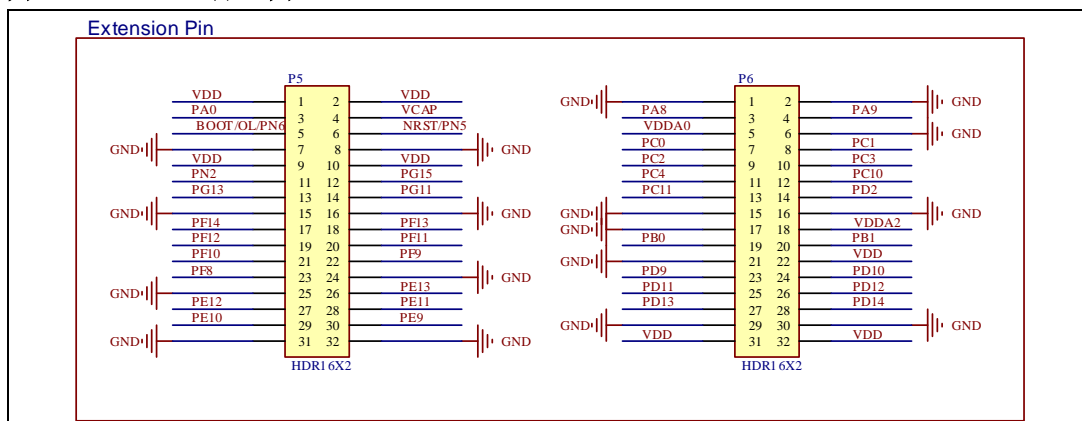 Extension Pin
P5
VDD 1 2 VDD
PA0 3 4 VCAP
BOOT/OL/PN6 5 6 NRST/PN5
GND 7 8 GND
VDD 9 10 VDD
PN2 11 12 PG15
PG13 13 14 PG11
GND 15 16
PF14 17 18 PF13
PF12 19 20 PF11
PF10 21 22 PF9
PF8 23 24 GND
GND 25 26 PE13
PE12 27 28 PE11
PE10 29 30 PE9
GND 31 32 GND
HDR16X2
P6
GND 1 2 GND
PA8 3 4 PA9
VDDA0 5 6 GND
PC0 7 8 PC1
PC2 9 10 PC3
PC4 11 12 PC10
PC11 13 14 PD2
GND 15 16 GND
GND 17 18 VDDA2
PB0 19 20 PB1
GND 21 22 VDD
PD9 23 24 PD10
PD11 25 26 PD12
PD13 27 28 PD14
GND 29 30 GND
VDD 31 32 VDD
HDR16X2